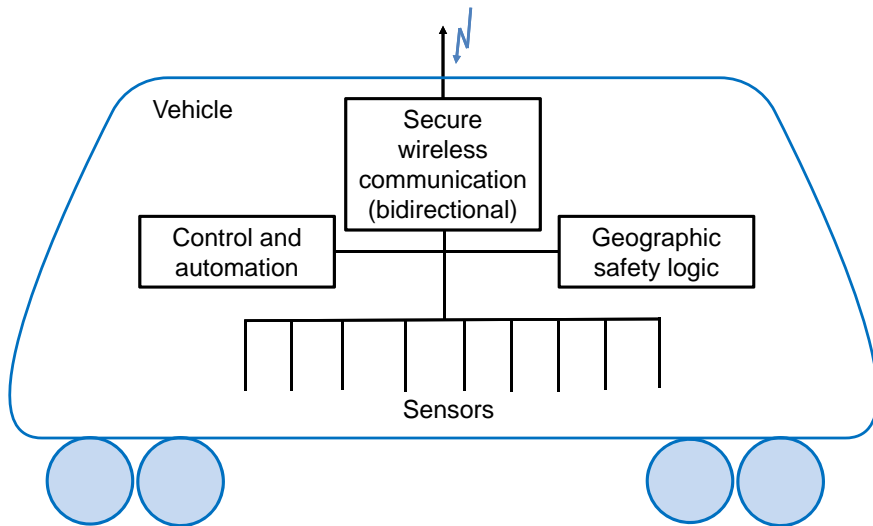 Vehicle
Secure
wireless
communication
(bidirectional)
Control and
automation
Geographic
safety logic
Sensors